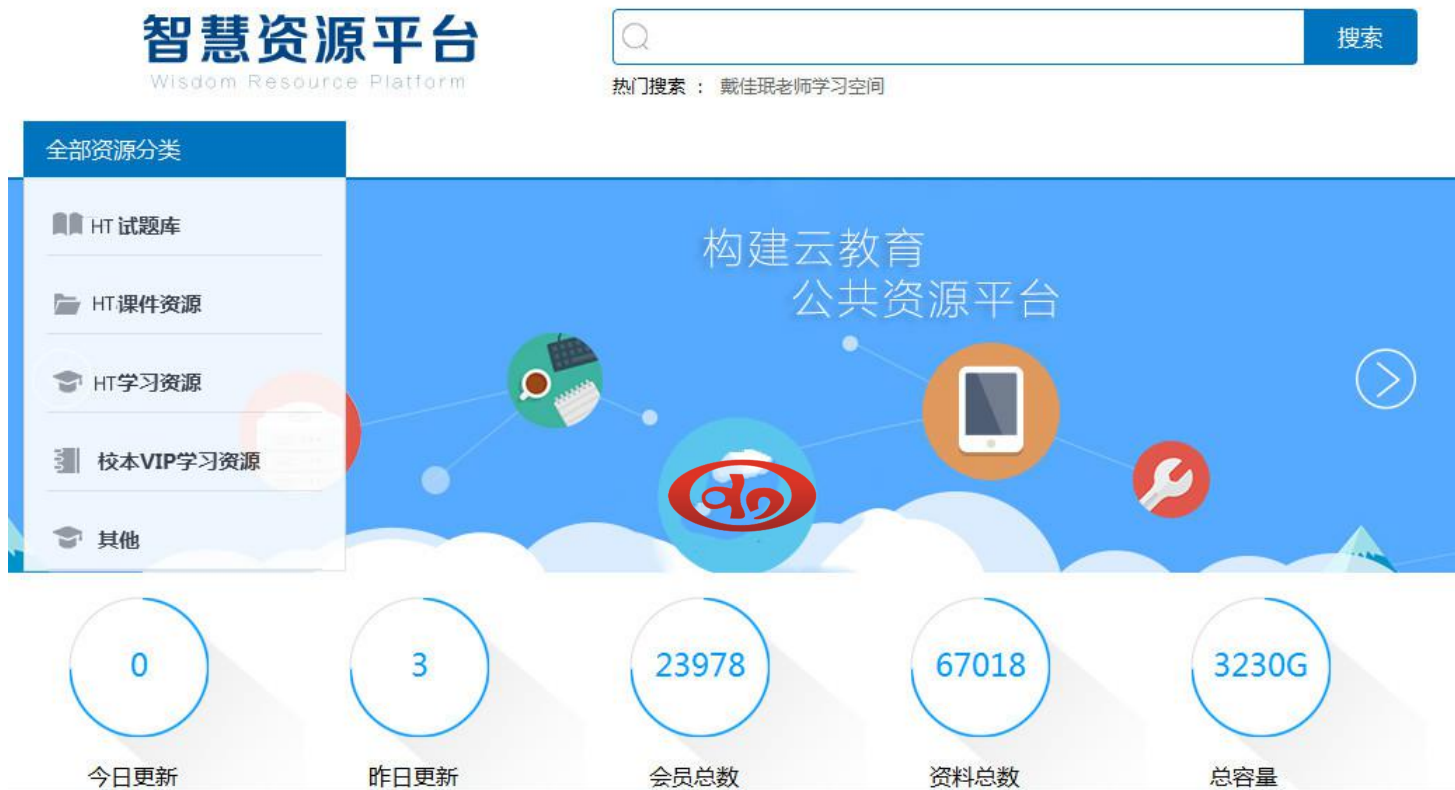 智慧资源平台
Wisdom Resource Platform
搜索
热门搜索 : 戴佳珉老师学习空间
全部资源分类
HT 试题库
HT 课件资源
HT学习资源
校本VIP学习资源
其他
构建云教育
公共资源平台
0
3
23978
67018
3230G
今日更新
昨日更新
会员总数
资料总数
总容量